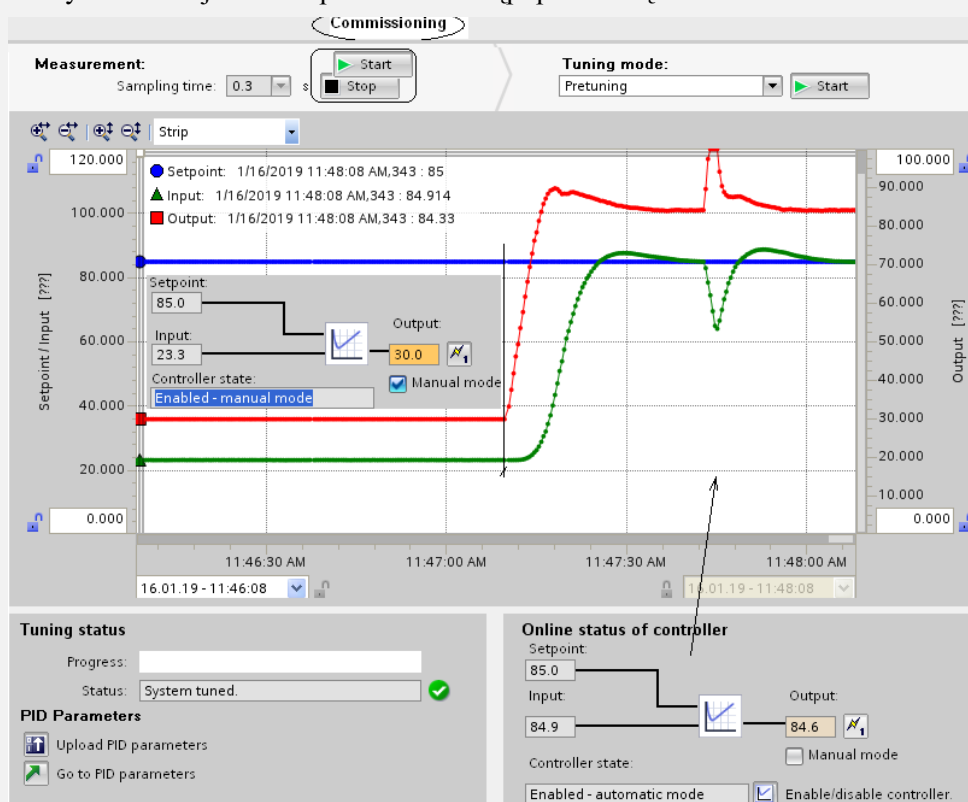 Commissioning
Measurement:
Sampling time: 0.3 s
Start
Stop
Tuning mode:
Pretuning
Start
Strip
120.000
100.000
80.000
60.000
40.000
20.000
0.000
Setpoint/Input [???]
Setpoint: 1/16/2019 11:48:08 AM,343 : 85
Input: 1/16/2019 11:48:08 AM,343 : 84.914
Output: 1/16/2019 11:48:08 AM,343 : 84.33
Setpoint:
85.0
Input:
23.3
Output:
30.0
1
Controller state:
Manual mode
Enabled - manual mode
100.000
90.000
80.000
70.000
60.000
50.000
40.000
30.000
20.000
10.000
0.000
Output [???]
11:46:30 AM
11:47:00 AM
11:47:30 AM
11:48:00 AM
16.01.19 - 11:46:08
16.01.19 - 11:48:08
Tuning status
Progress:
Status: System tuned.
PID Parameters
Upload PID parameters
Go to PID parameters
Online status of controller
Setpoint:
85.0
Input:
84.9
Output:
84.6
1
Manual mode
Controller state:
Enabled - automatic mode
Enable/disable controller.